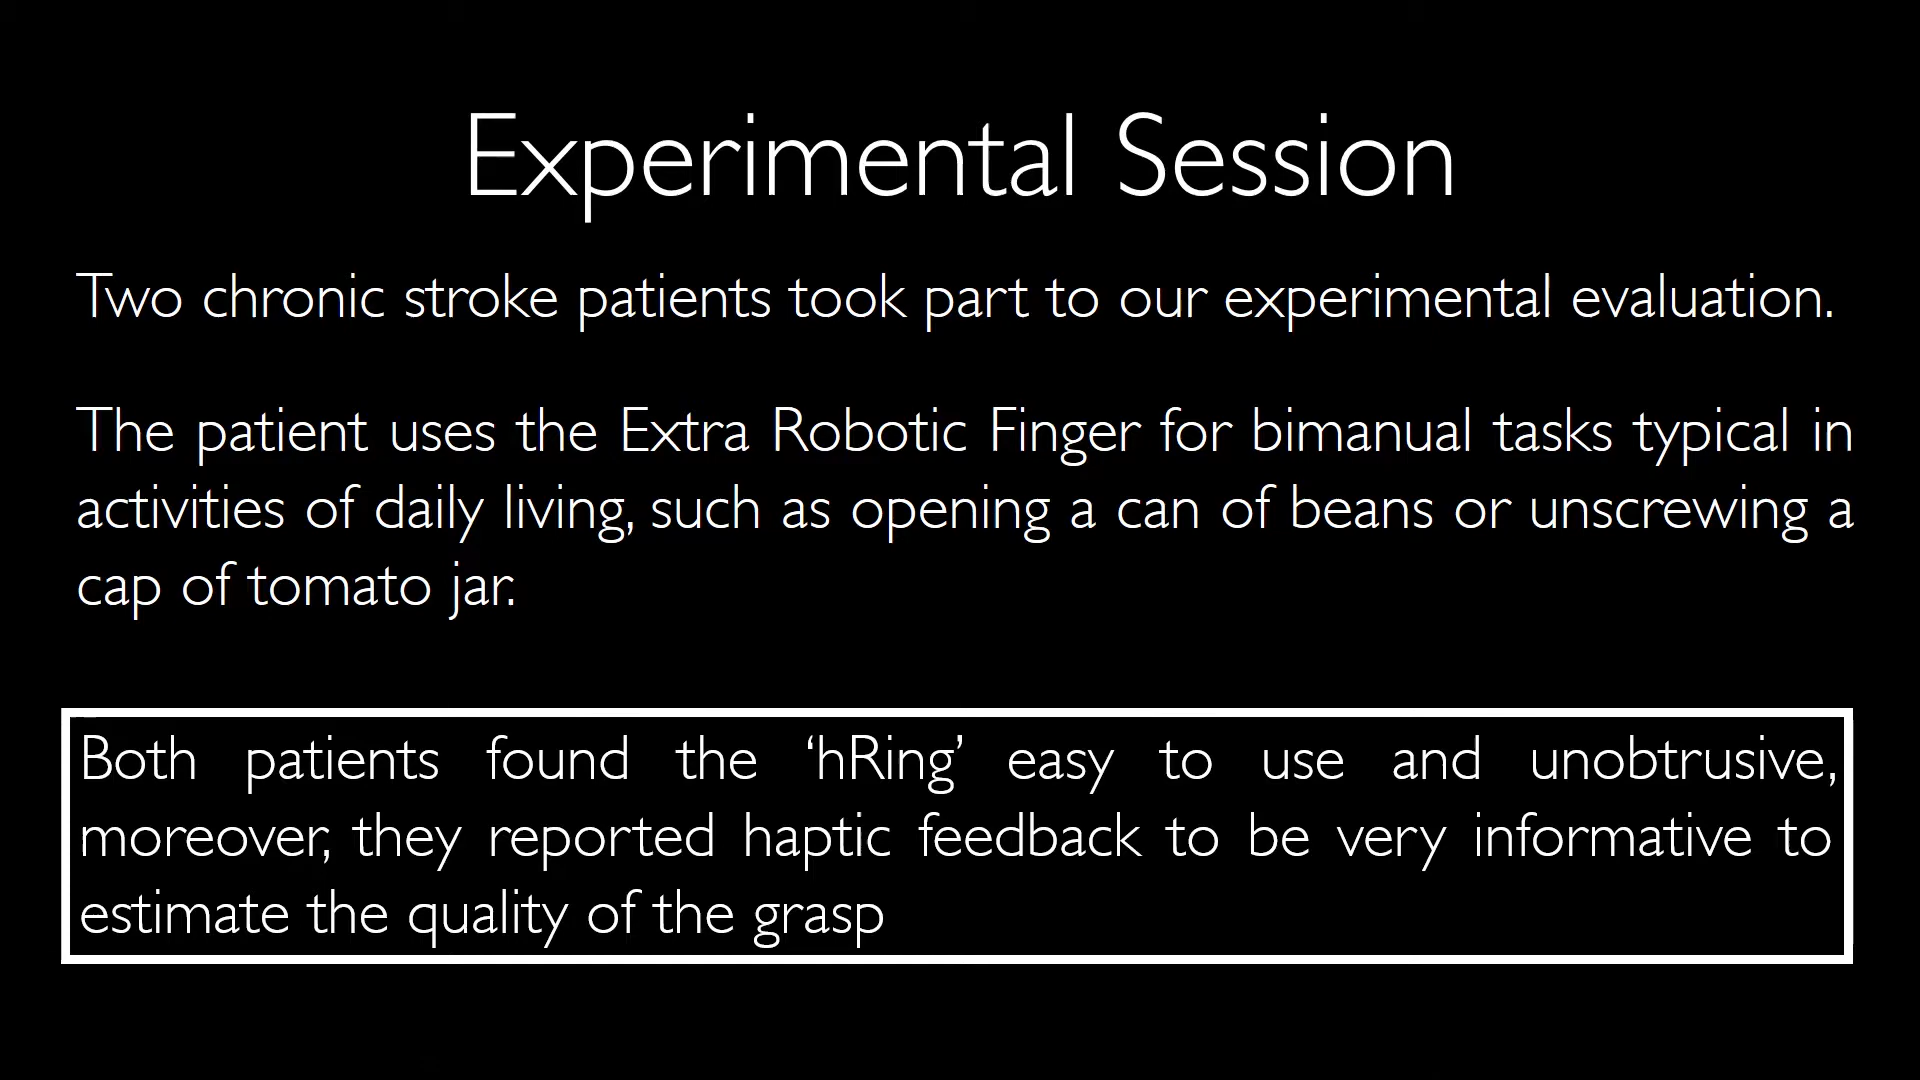 Experimental Session
Two chronic stroke patients took part to our experimental evaluation.
The patient uses the Extra Robotic Finger for bimanual tasks typical in
activities of daily living, such as opening a can of beans or unscrewing a
cap of tomato jar.
Both patients found the ‘hRing’ easy to use and unobtrusive,
moreover, they reported haptic feedback to be very informative to
estimate the quality of the grasp